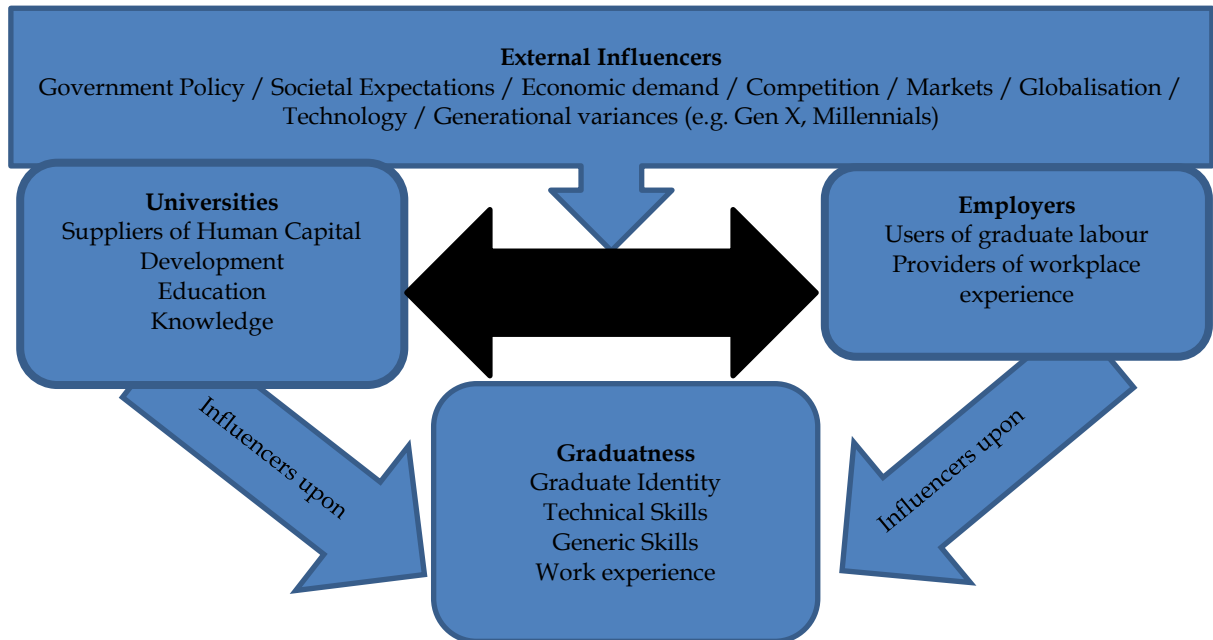 External Influencers
Government Policy / Societal Expectations / Economic demand / Competition / Markets / Globalisation /
Technology / Generational variances (e.g. Gen X, Millennials)
Universities
Suppliers of Human Capital
Development
Education
Knowledge
Employers
Users of graduate labour
Providers of workplace
experience
Influencers upon
Influencers upon
Graduatness
Graduate Identity
Technical Skills
Generic Skills
Work experience